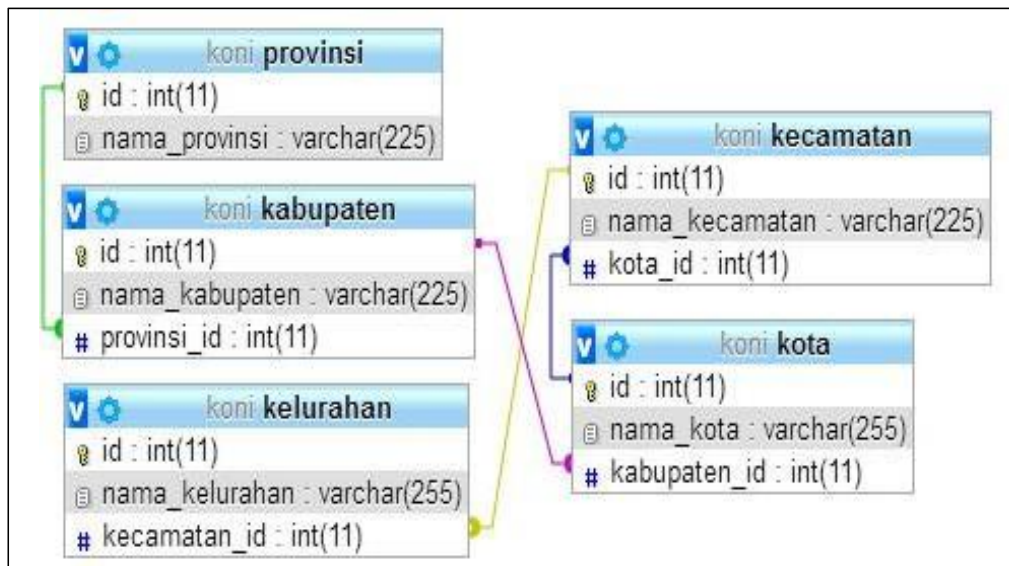 koni provinsi
id : int(11)
nama_provinsi : varchar(225)
koni kabupaten
id : int(11)
nama_kabupaten : varchar(225)
# provinsi_id : int(11)
koni kelurahan
id : int(11)
nama_kelurahan : varchar(255)
# kecamatan_id : int(11)
koni kecamatan
id : int(11)
nama_kecamatan : varchar(225)
# kota_id : int(11)
koni kota
id : int(11)
nama_kota : varchar(255)
# kabupaten_id : int(11)